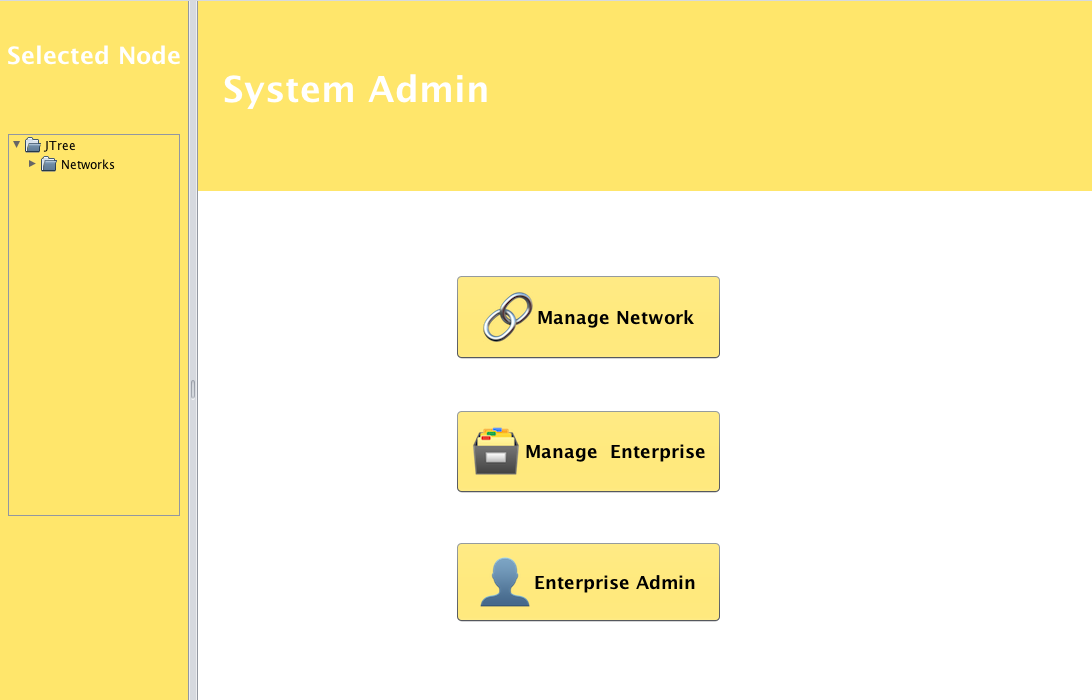 Selected Node
JTree
Networks
System Admin
Manage Network
Manage  Enterprise
Enterprise Admin